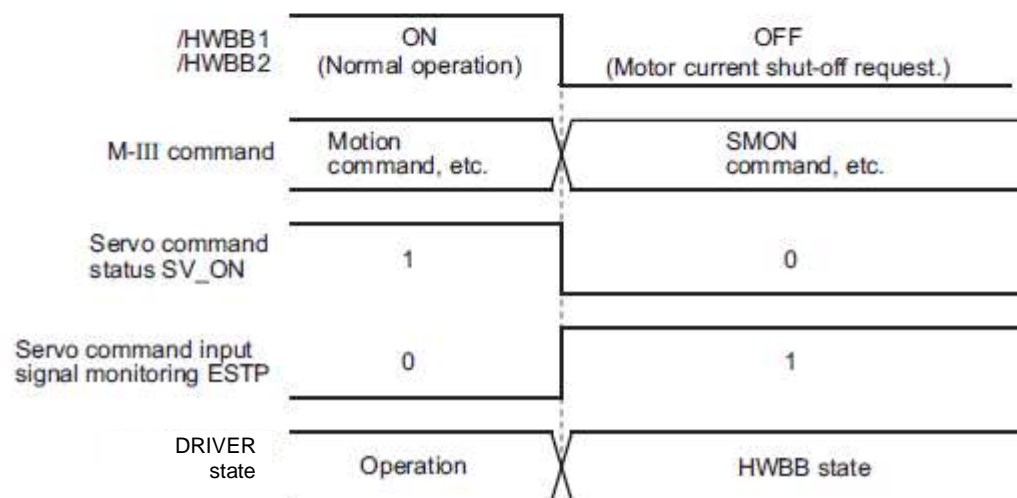 /HWBB1
/HWBB2
ON
(Normal operation)
OFF
(Motor current shut-off request.)
M-III command
Motion
command, etc.
SMON
command, etc.
Servo command
status SV_ON
1
0
Servo command input
signal monitoring ESTP
0
1
DRIVER
state
Operation
HWBB state